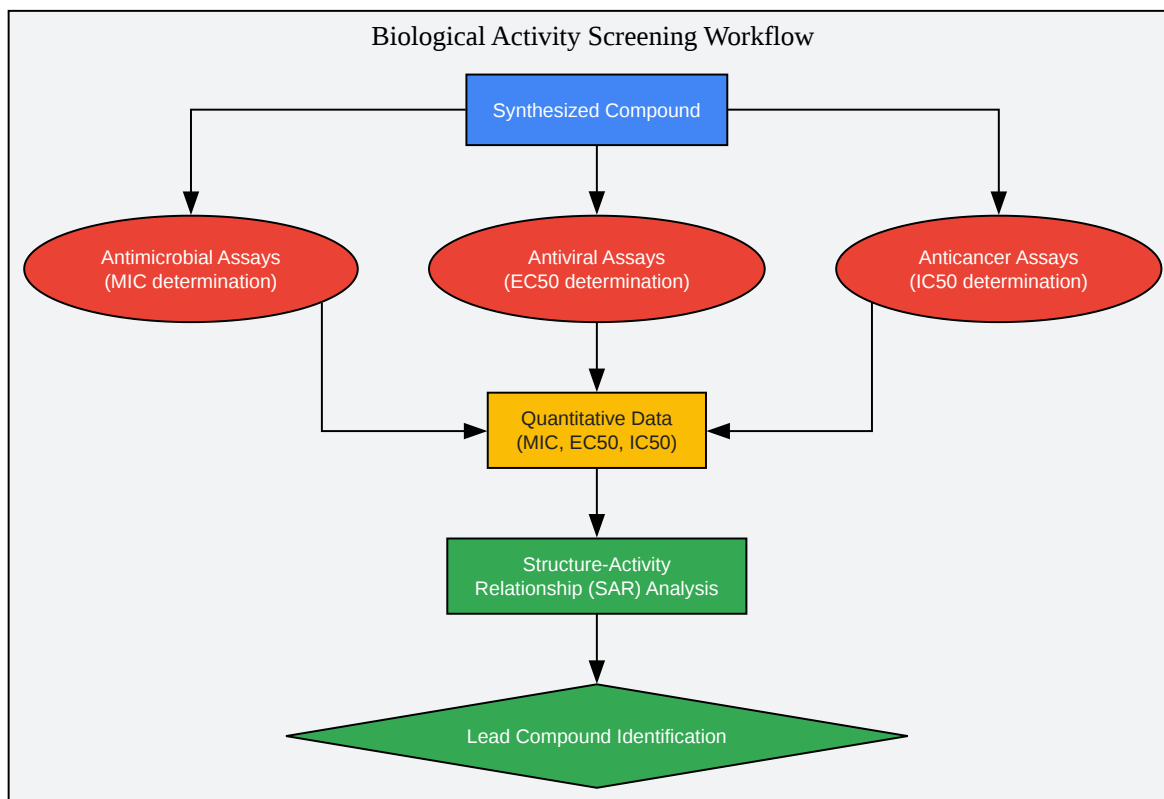 Biological Activity Screening Workflow
Synthesized Compound
Antimicrobial Assays
(MIC determination)
Antiviral Assays
(EC50 determination)
Anticancer Assays
(IC50 determination)
Quantitative Data
(MIC, EC50, IC50)
Structure-Activity
Relationship (SAR) Analysis
Lead Compound Identification